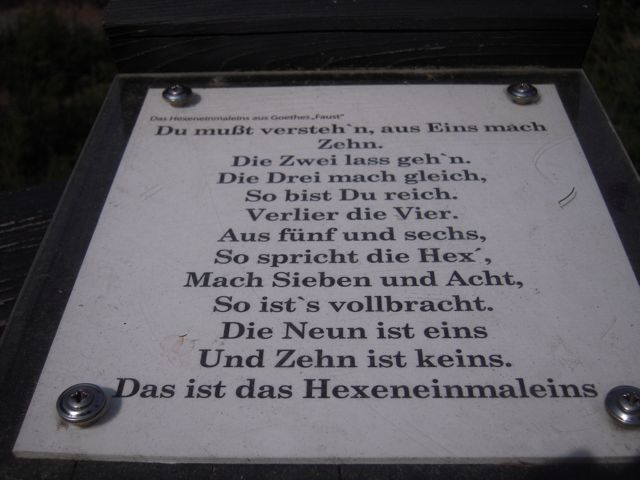 Das Hexeneinmaleins aus Goethes „Faust“
Du mußt versteh`n, aus Eins mach
Zehn.
Die Zwei lass geh`n.
Die Drei mach gleich,
So bist Du reich.
Verlier die Vier.
Aus fünf und sechs,
So spricht die Hex´,
Mach Sieben und Acht,
So ist`s vollbracht.
Die Neun ist eins
Und Zehn ist keins.
Das ist das Hexeneinmaleins